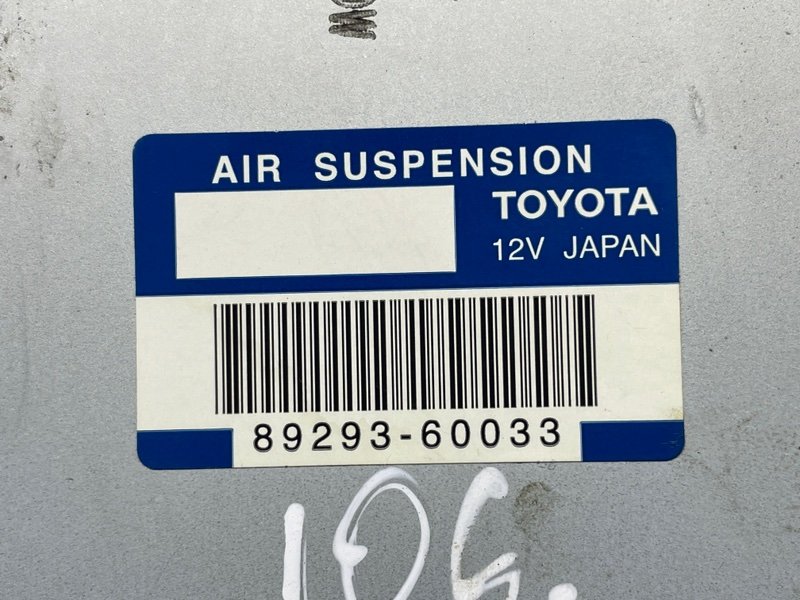 AIR SUSPENSION
TOYOTA
12V JAPAN
89293-60033